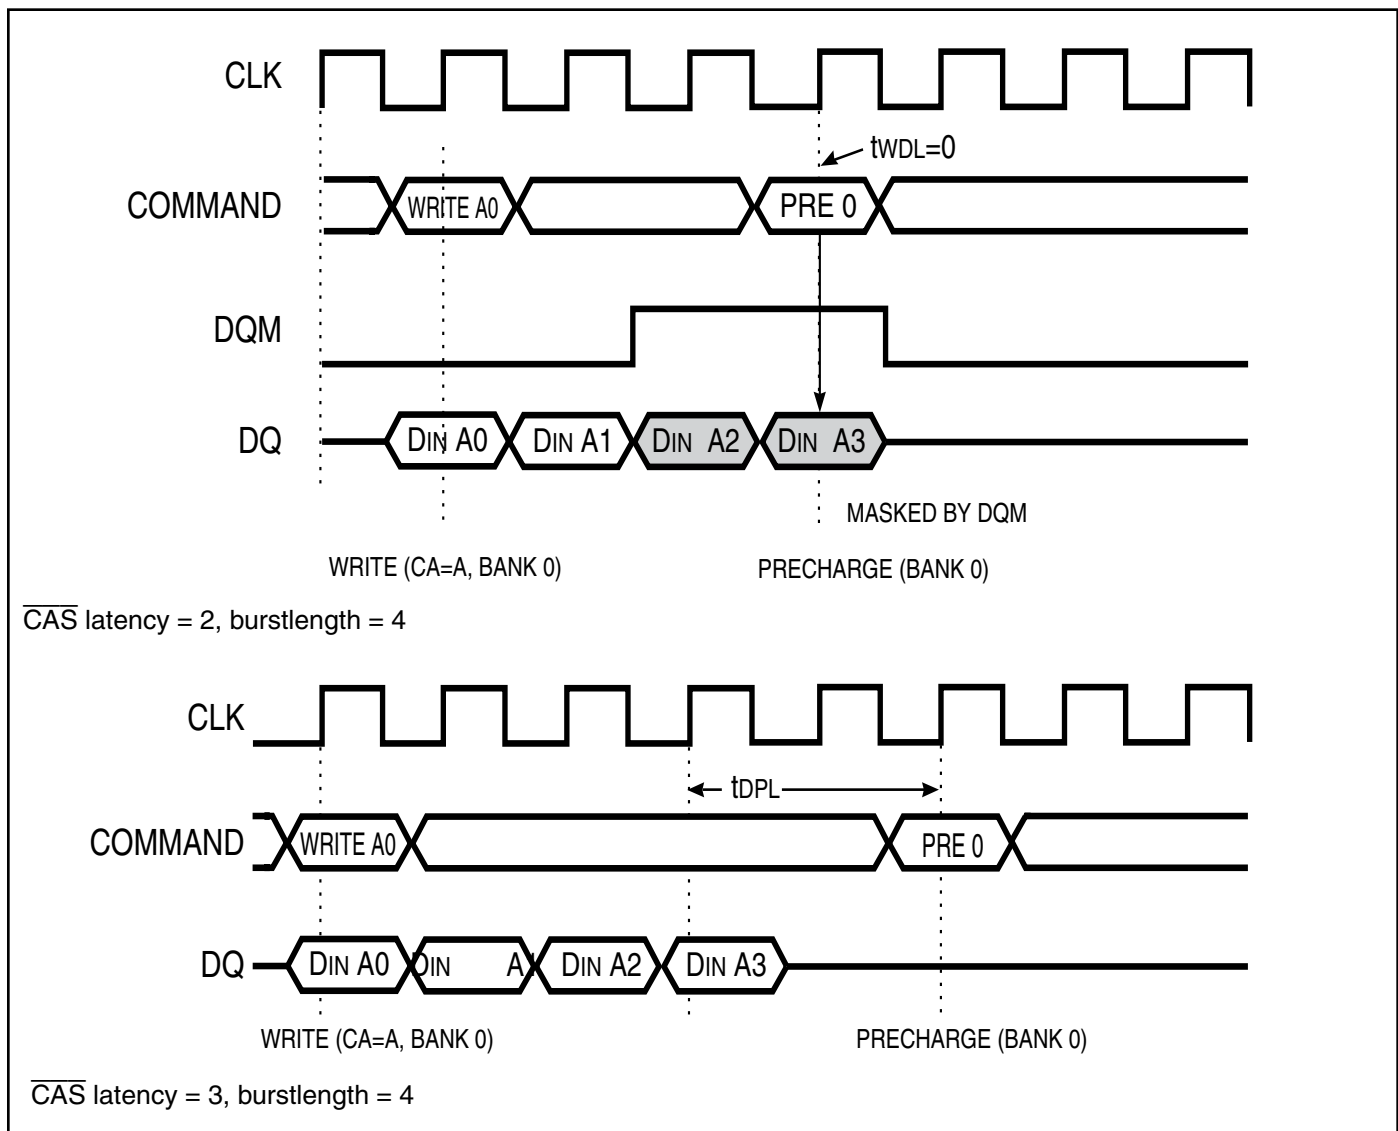 CLK
tWDL=0
COMMAND WRITE A0 PRE 0
DQM
DQ DIN A0 DIN A1 DIN A2 DIN A3
MASKED BY DQM
WRITE (CA=A, BANK 0) PRECHARGE (BANK 0)
CAS latency = 2, burstlength = 4
CLK
tDPL
COMMAND WRITE A0 PRE 0
DQ DIN A0 DIN A1 DIN A2 DIN A3
WRITE (CA=A, BANK 0) PRECHARGE (BANK 0)
CAS latency = 3, burstlength = 4